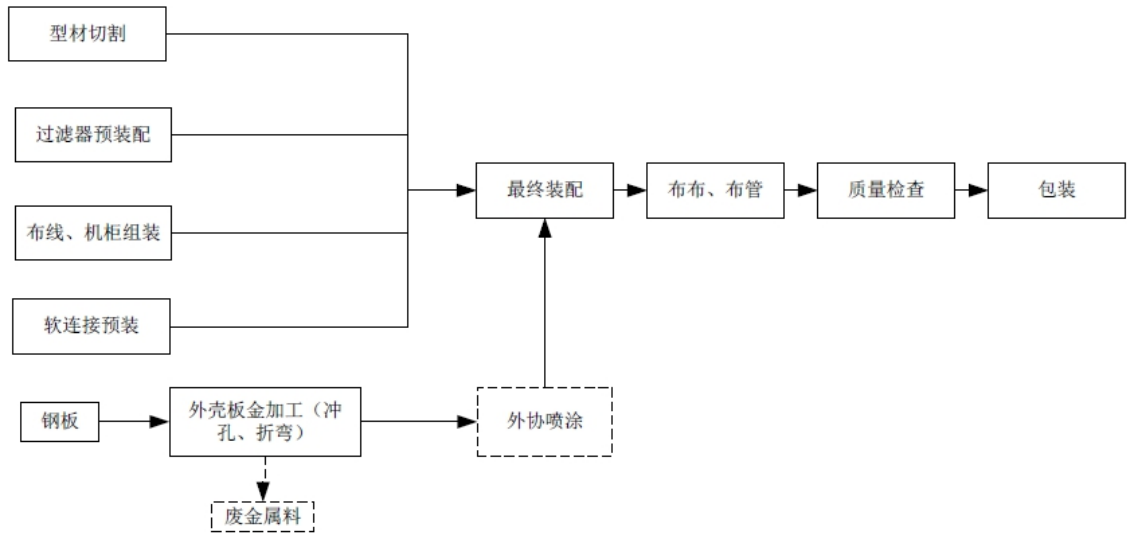 型材切割
过滤器预装配
布线、机柜组装
软连接预装
最终装配
布布、布管
质量检查
包装
钢板
外壳板金加工（冲
孔、折弯）
外协喷涂
废金属料